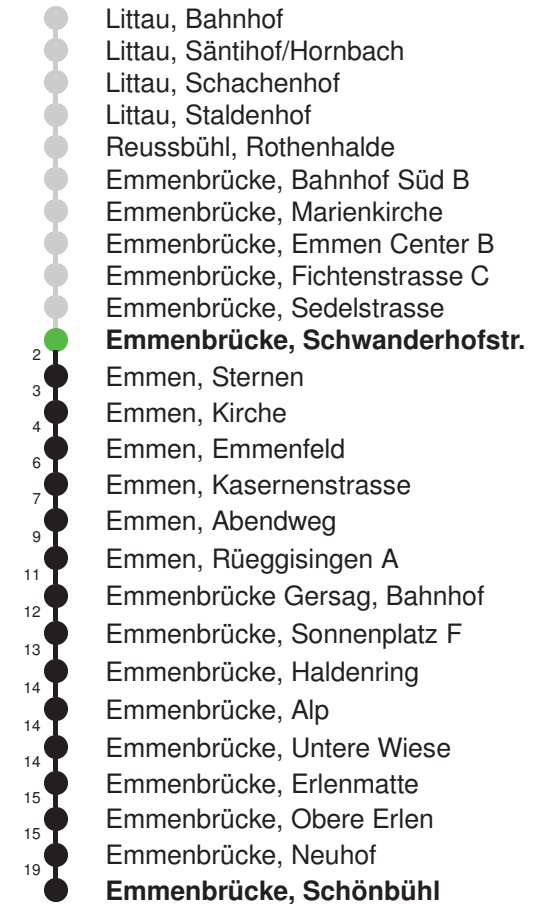 Littau, Bahnhof
Littau, Säntihof/Hornbach
Littau, Schachenhof
Littau, Staldenhof
Reussbühl, Rothenhalde
Emmenbrücke, Bahnhof Süd B
Emmenbrücke, Marienkirche
Emmenbrücke, Emmen Center B
Emmenbrücke, Fichtenstrasse C
Emmenbrücke, Sedelstrasse
Emmenbrücke, Schwanderhofstr.
2
Emmen, Sternen
3
Emmen, Kirche
4
Emmen, Emmenfeld
6
Emmen, Kasernenstrasse
7
Emmen, Abendweg
9
Emmen, Rüeggisingen A
11
Emmenbrücke Gersag, Bahnhof
12
Emmenbrücke, Sonnenplatz F
13
Emmenbrücke, Haldenring
14
Emmenbrücke, Alp
14
Emmenbrücke, Untere Wiese
14
Emmenbrücke, Erlenmatte
15
Emmenbrücke, Obere Erlen
15
Emmenbrücke, Neuhof
19
Emmenbrücke, Schönbühl